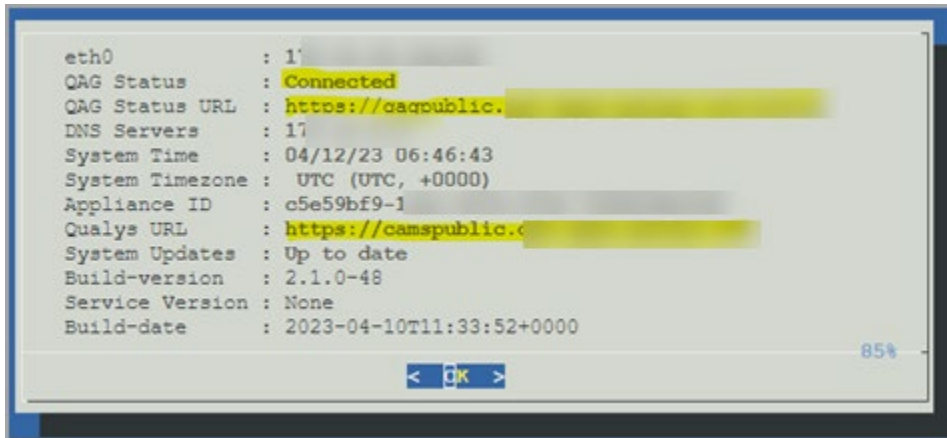 eth0 : 1
QAG Status : Connected
QAG Status URL : https://qagpublic.
DNS Servers : 17
System Time : 04/12/23 06:46:43
System Timezone : UTC (UTC, +0000)
Appliance ID : c5e59bf9-1
Qualys URL : https://camspublic.
System Updates : Up to date
Build-version : 2.1.0-48
Service Version : None
Build-date : 2023-04-10T11:33:52+0000
85%
< OK >